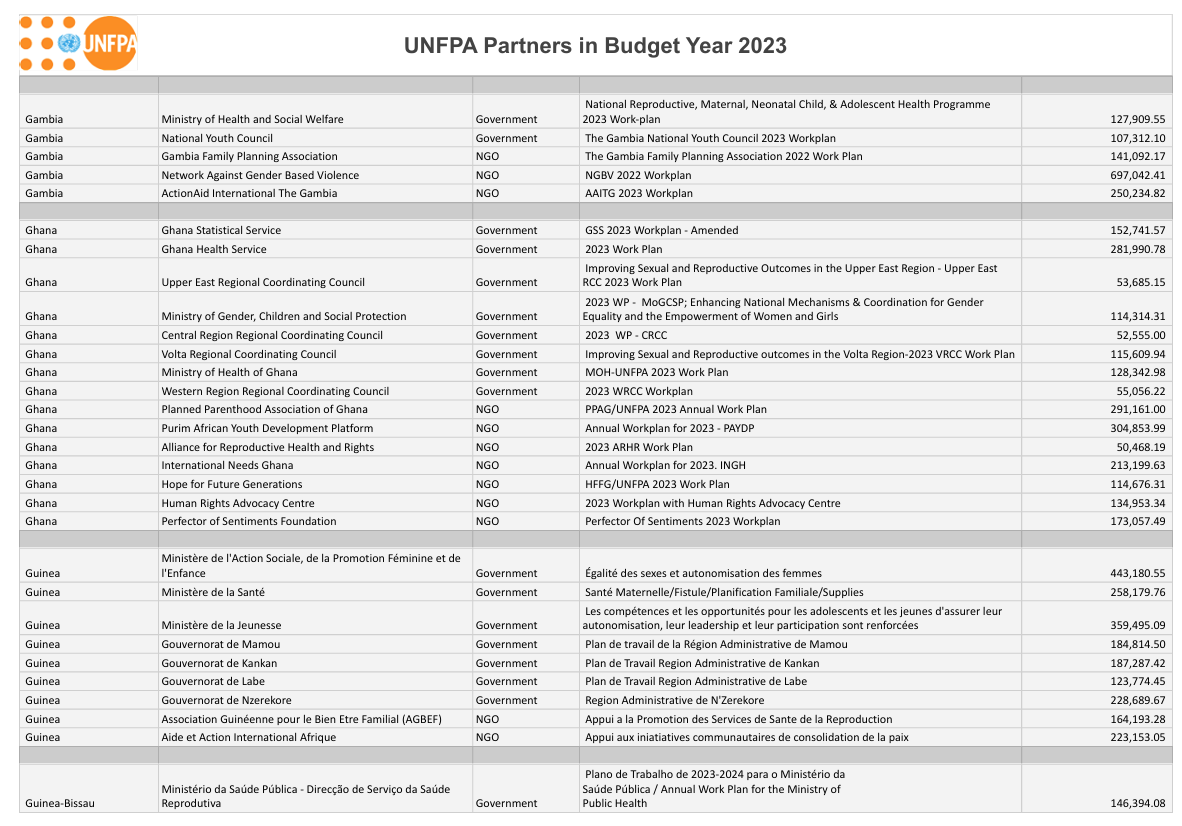 UNFPA
UNFPA Partners in Budget Year 2023
National Reproductive, Maternal, Neonatal Child, & Adolescent Health Programme
Gambia Ministry of Health and Social Welfare Government 2023 Work-plan 127,909.55
Gambia National Youth Council Government The Gambia National Youth Council 2023 Workplan 107,312.10
Gambia Gambia Family Planning Association NGO The Gambia Family Planning Association 2022 Work Plan 141,092.17
Gambia Network Against Gender Based Violence NGO NGBV 2022 Workplan 697,042.41
Gambia ActionAid International The Gambia NGO AAITG 2023 Workplan 250,234.82
Ghana Ghana Statistical Service Government GSS 2023 Workplan - Amended 152,741.57
Ghana Ghana Health Service Government 2023 Work Plan 281,990.78
Improving Sexual and Reproductive Outcomes in the Upper East Region - Upper East
Ghana Upper East Regional Coordinating Council Government RCC 2023 Work Plan 53,685.15
2023 WP - MoGCSP; Enhancing National Mechanisms & Coordination for Gender
Ghana Ministry of Gender, Children and Social Protection Government Equality and the Empowerment of Women and Girls 114,314.31
Ghana Central Region Regional Coordinating Council Government 2023 WP - CRCC 52,555.00
Ghana Volta Regional Coordinating Council Government Improving Sexual and Reproductive outcomes in the Volta Region-2023 VRCC Work Plan 115,609.94
Ghana Ministry of Health of Ghana Government MOH-UNFPA 2023 Work Plan 128,342.98
Ghana Western Region Regional Coordinating Council Government 2023 WRCC Workplan 55,056.22
Ghana Planned Parenthood Association of Ghana NGO PPAG/UNFPA 2023 Annual Work Plan 291,161.00
Ghana Purim African Youth Development Platform NGO Annual Workplan for 2023 - PAYDP 304,853.99
Ghana Alliance for Reproductive Health and Rights NGO 2023 ARHR Work Plan 50,468.19
Ghana International Needs Ghana NGO Annual Workplan for 2023. INGH 213,199.63
Ghana Hope for Future Generations NGO HFFG/UNFPA 2023 Work Plan 114,676.31
Ghana Human Rights Advocacy Centre NGO 2023 Workplan with Human Rights Advocacy Centre 134,953.34
Ghana Perfector of Sentiments Foundation NGO Perfector Of Sentiments 2023 Workplan 173,057.49
Ministère de l'Action Sociale, de la Promotion Féminine et de
Guinea l'Enfance Government Égalité des sexes et autonomisation des femmes 443,180.55
Guinea Ministère de la Santé Government Santé Maternelle/Fistule/Planification Familiale/Supplies 258,179.76
Les compétences et les opportunités pour les adolescents et les jeunes d'assurer leur
Guinea Ministère de la Jeunesse Government autonomisation, leur leadership et leur participation sont renforcées 359,495.09
Guinea Gouvernorat de Mamou Government Plan de travail de la Région Administrative de Mamou 184,814.50
Guinea Gouvernorat de Kankan Government Plan de Travail Region Administrative de Kankan 187,287.42
Guinea Gouvernorat de Labe Government Plan de Travail Region Administrative de Labe 123,774.45
Guinea Gouvernorat de Nzerekore Government Region Administrative de N'Zerekore 228,689.67
Guinea Association Guinéenne pour le Bien Etre Familial (AGBEF) NGO Appui a la Promotion des Services de Sante de la Reproduction 164,193.28
Guinea Aide et Action International Afrique NGO Appui aux iniatiatives communautaires de consolidation de la paix 223,153.05
Plano de Trabalho de 2023-2024 para o Ministério da
Ministério da Saúde Pública - Direcção de Serviço da Saúde Saúde Pública / Annual Work Plan for the Ministry of
Guinea-Bissau Reprodutiva Government Public Health 146,394.08